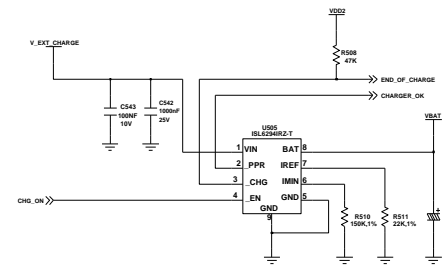 VDD2
V_EXT_CHARGE
R508
47K
END_OF_CHARGE
CHARGER_OK
C543
100NF
10V
C542
1000nF
25V
U505
ISL6294IRZ-T
VBAT
1 VIN BAT 8
2 _PPR IREF 7
3 _CHG IMIN 6
4 _EN GND 5
GND
9
CHG_ON
R510
150K,1%
R511
22K,1%
+